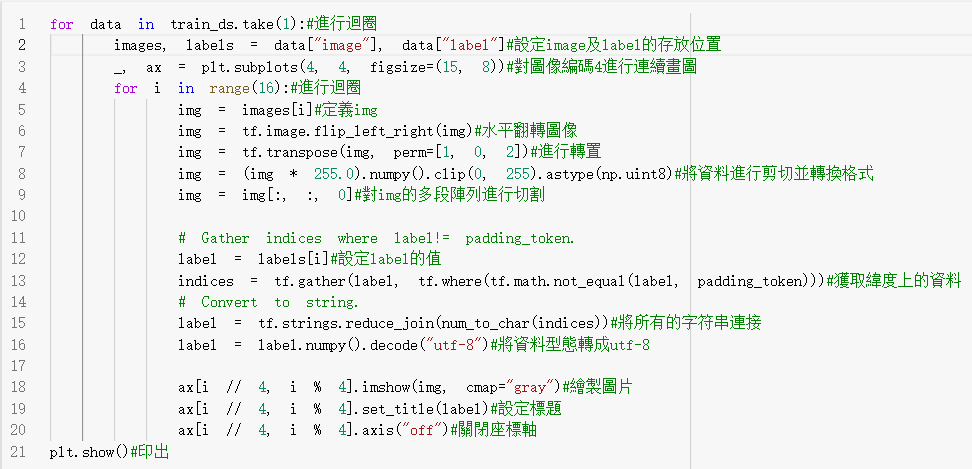 1 for data in train_ds.take(1):#進行迴圈
2 images, labels = data["image"], data["label"]#設定image及label的存放位置
3 _, ax = plt.subplots(4, 4, figsize=(15, 8))#對圖像編碼4進行連續畫圖
4 for i in range(16):#進行迴圈
5 img = images[i]#定義img
6 img = tf.image.flip_left_right(img)#水平翻轉圖像
7 img = tf.transpose(img, perm=[1, 0, 2])#進行轉置
8 img = (img * 255.0).numpy().clip(0, 255).astype(np.uint8)#將資料進行剪切並轉換格式
9 img = img[:, :, 0]#對img的多段陣列進行切割
10
11 # Gather indices where label!= padding_token.
12 label = labels[i]#設定label的值
13 indices = tf.gather(label, tf.where(tf.math.not_equal(label, padding_token)))#獲取緯度上的資料
14 # Convert to string.
15 label = tf.strings.reduce_join(num_to_char(indices))#將所有的字符串連接
16 label = label.numpy().decode("utf-8")#將資料型態轉成utf-8
17
18 ax[i // 4, i % 4].imshow(img, cmap="gray")#繪製圖片
19 ax[i // 4, i % 4].set_title(label)#設定標題
20 ax[i // 4, i % 4].axis("off")#關閉座標軸
21 plt.show()#印出